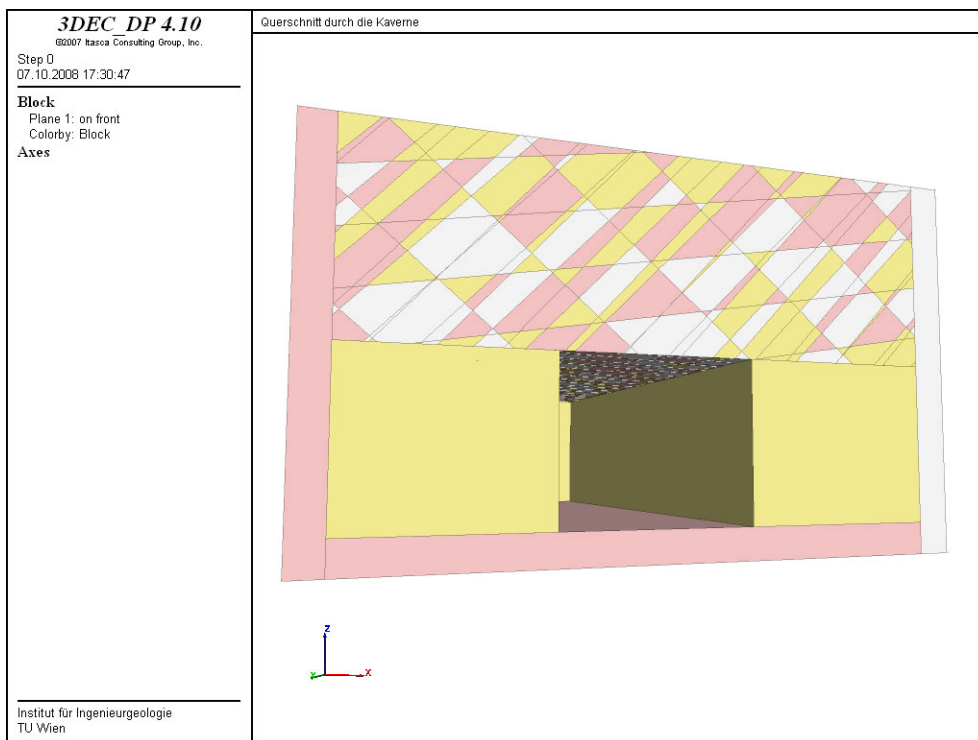 3DEC_DP 4.10
©2007 Itasca Consulting Group, Inc.
Step 0
07.10.2008 17:30:47
Block
Plane 1: on front
Colorby: Block
Axes
Institut für Ingenieurgeologie
TU Wien
Querschnitt durch die Kaverne
Z
Y
X